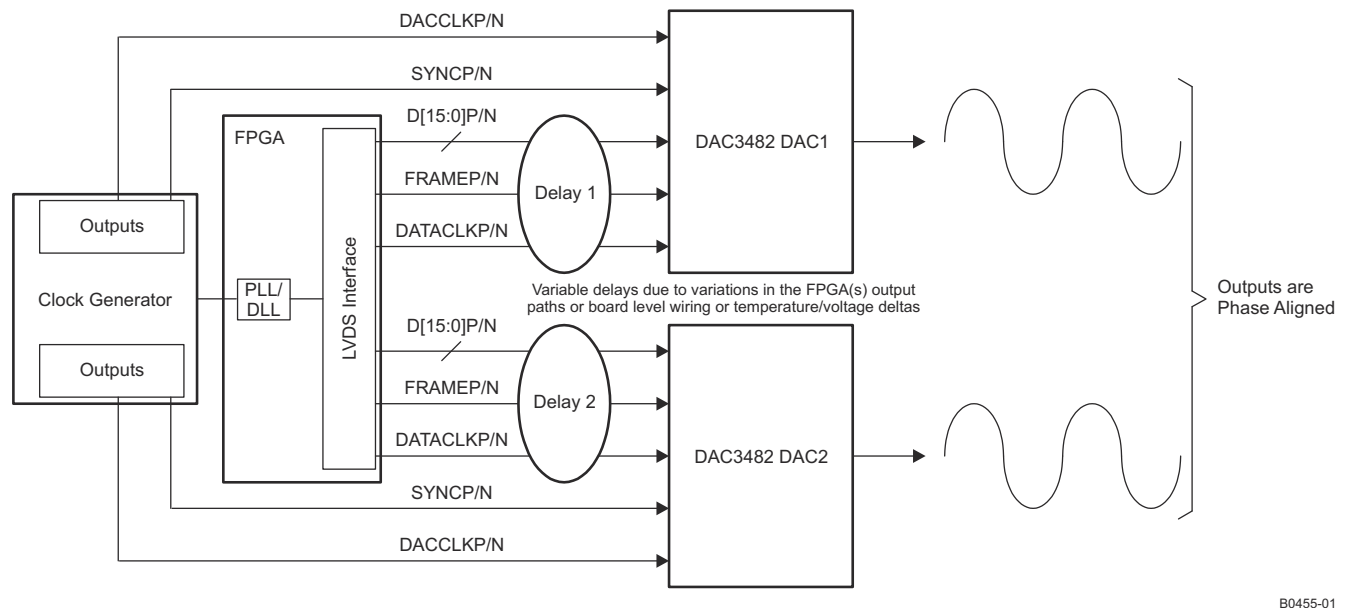 DACCLKP/N
SYNCP/N
D[15:0]P/N
FPGA
DAC3482 DAC1
FRAMEP/N
Delay 1
Outputs
DATACLKP/N
LVDS Interface
Clock Generator
PLL/
DLL
Variable delays due to variations in the FPGA(s) output
paths or board level wiring or temperature/voltage deltas
Outputs are
Phase Aligned
D[15:0]P/N
Outputs
FRAMEP/N
Delay 2
DATACLKP/N
DAC3482 DAC2
SYNCP/N
DACCLKP/N
B0455-01